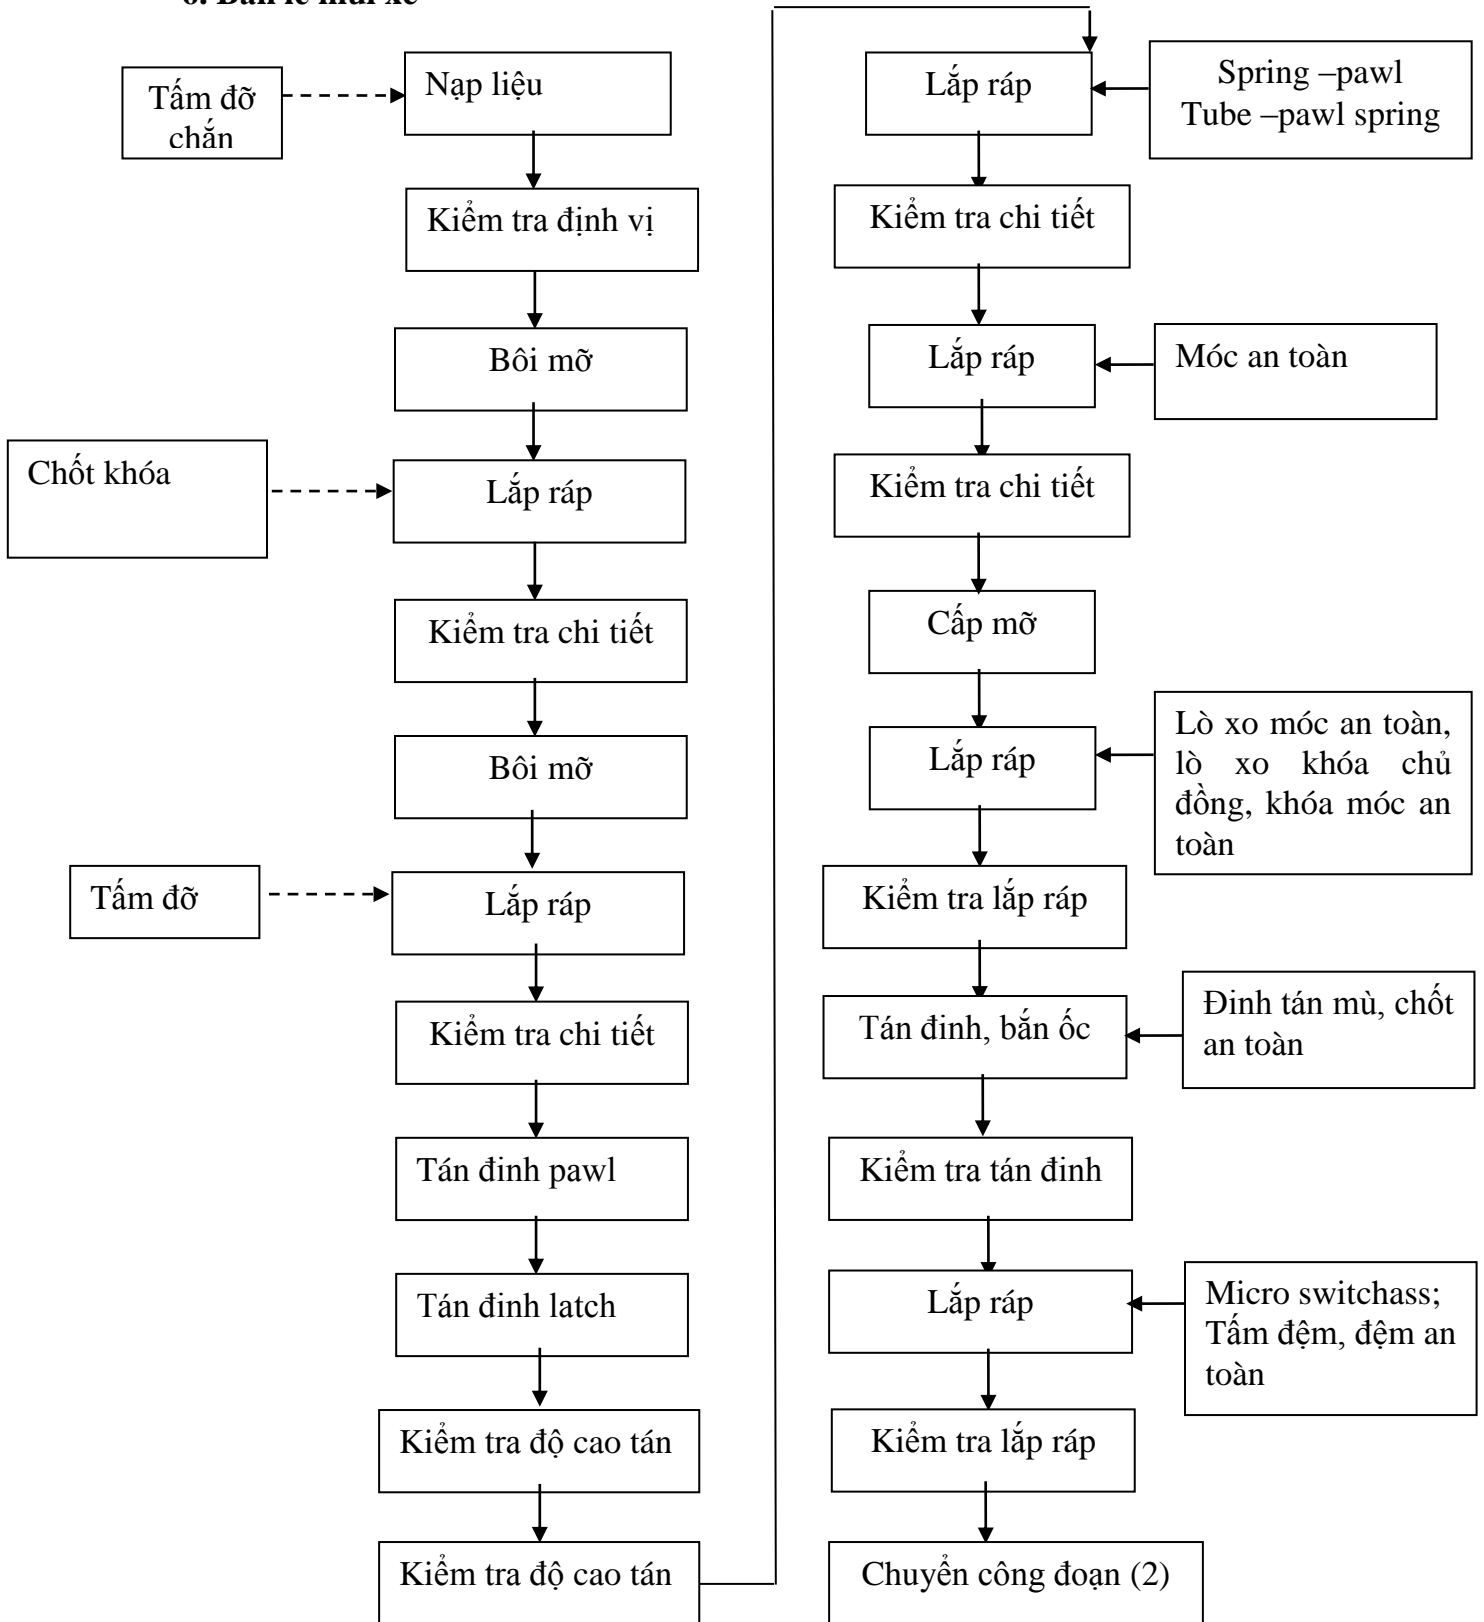 6. Bản lề mui xe
Tấm đỡ
chắn
Nạp liệu
Kiểm tra định vị
Bôi mỡ
Chốt khóa
Lắp ráp
Kiểm tra chi tiết
Bôi mỡ
Tấm đỡ
Lắp ráp
Kiểm tra chi tiết
Tán đinh pawl
Tán đinh latch
Kiểm tra độ cao tán
Kiểm tra độ cao tán
Lắp ráp
Spring –pawl
Tube –pawl spring
Kiểm tra chi tiết
Lắp ráp
Móc an toàn
Kiểm tra chi tiết
Cấp mỡ
Lắp ráp
Lò xo móc an toàn,
lò xo khóa chủ
đồng, khóa móc an
toàn
Kiểm tra lắp ráp
Tán đinh, bắn ốc
Đinh tán mù, chốt
an toàn
Kiểm tra tán đinh
Lắp ráp
Micro switchass;
Tấm đệm, đệm an
toàn
Kiểm tra lắp ráp
Chuyển công đoạn (2)